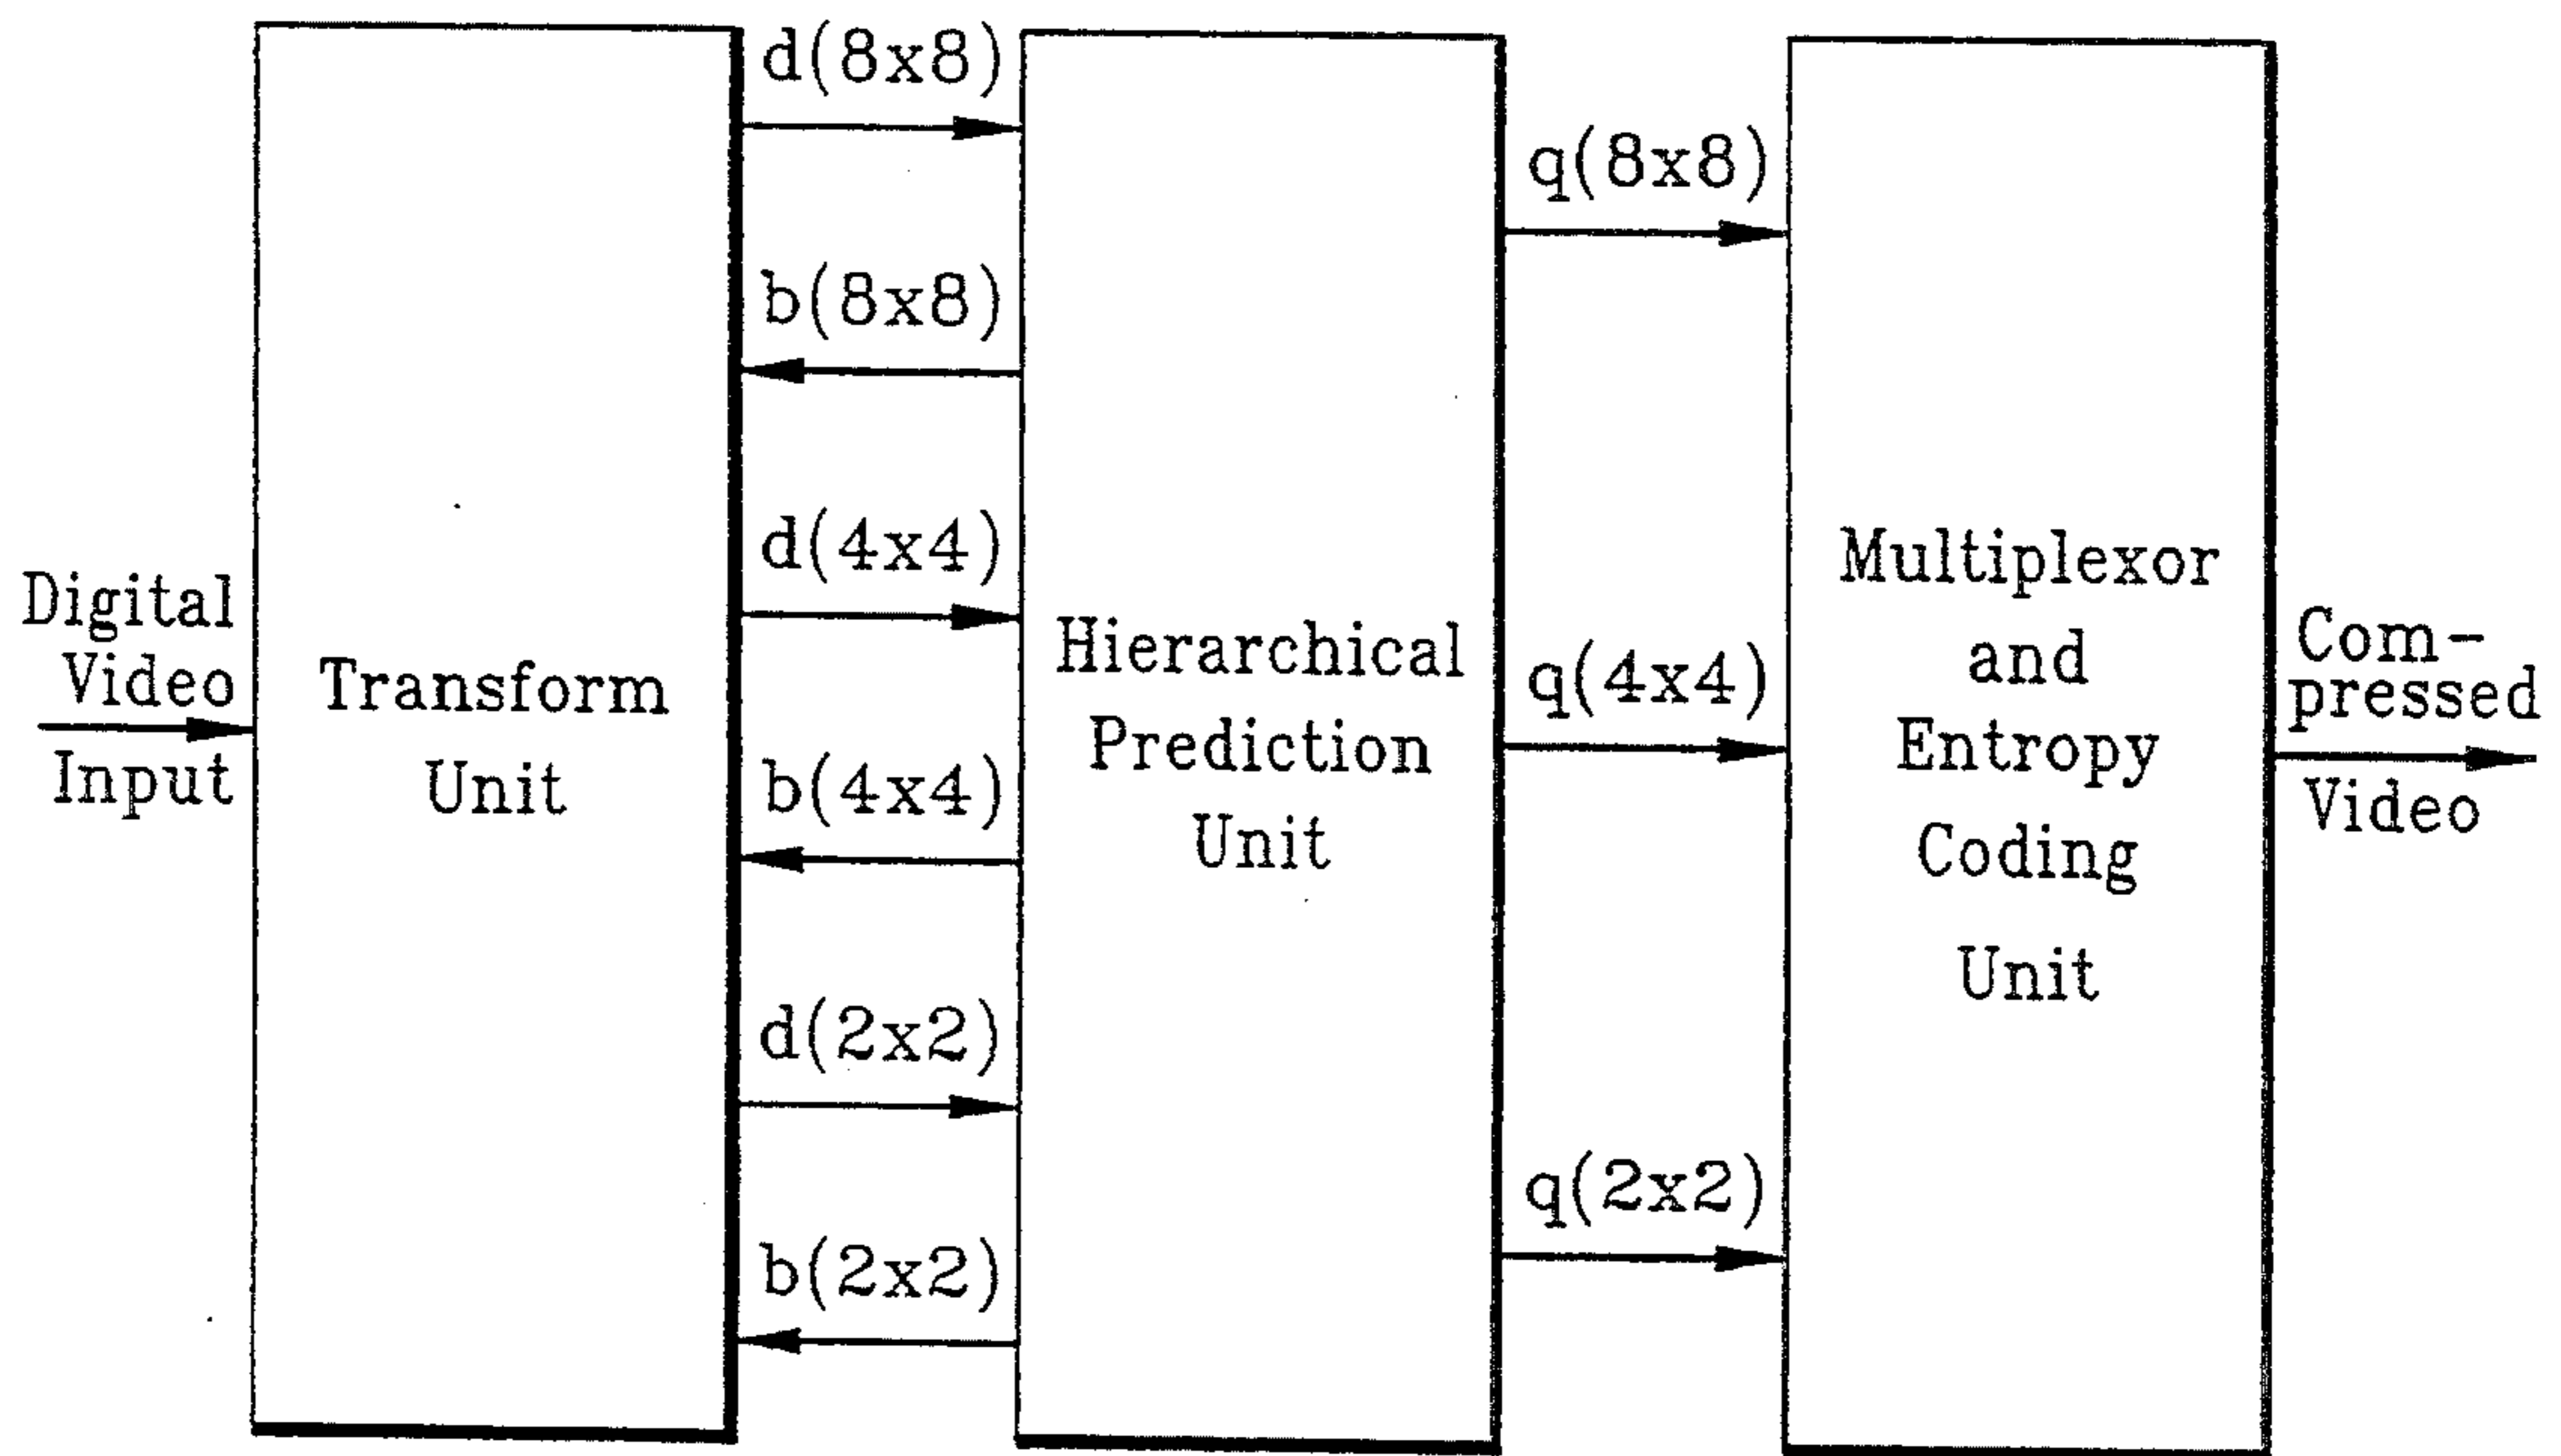 Digital
Video
Input
Transform
Unit
d(8x8)
b(8x8)
d(4x4)
b(4x4)
d(2x2)
b(2x2)
Hierarchical
Prediction
Unit
q(8x8)
q(4x4)
q(2x2)
Multiplexor
and
Entropy
Coding
Unit
Com-
pressed
Video